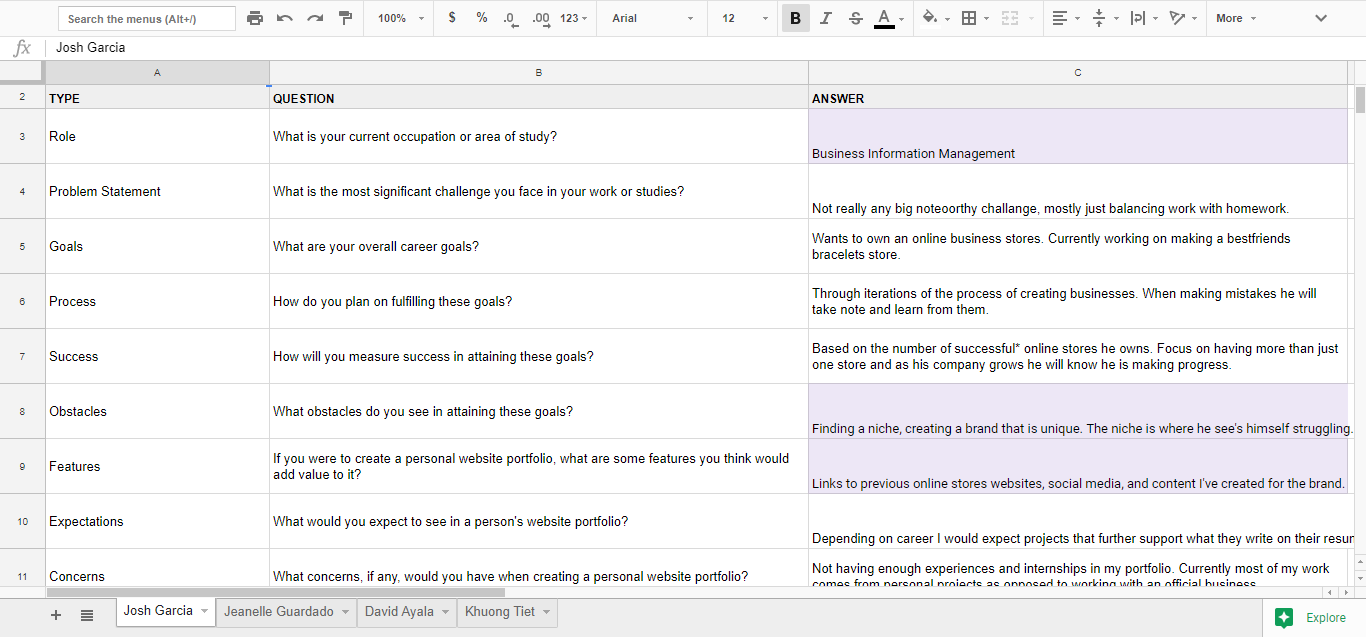 Search the menus (Alt+/)
100%
$
%
.0
.00
123
Arial
12
B
I
S
A
More
fx
Josh Garcia
A
B
C
2
TYPE
QUESTION
ANSWER
3
Role
What is your current occupation or area of study?
Business Information Management
4
Problem Statement
What is the most significant challenge you face in your work or studies?
Not really any big noteoorthy challange, mostly just balancing work with homework.
5
Goals
What are your overall career goals?
Wants to own an online business stores. Currently working on making a bestfriends
bracelets store.
6
Process
How do you plan on fulfilling these goals?
Through iterations of the process of creating businesses. When making mistakes he will
take note and learn from them.
7
Success
How will you measure success in attaining these goals?
Based on the number of successful* online stores he owns. Focus on having more than just
one store and as his company grows he will know he is making progress.
8
Obstacles
What obstacles do you see in attaining these goals?
Finding a niche, creating a brand that is unique. The niche is where he see's himself struggling.
9
Features
If you were to create a personal website portfolio, what are some features you think would
add value to it?
Links to previous online stores websites, social media, and content I've created for the brand.
10
Expectations
What would you expect to see in a person's website portfolio?
Depending on career I would expect projects that further support what they write on their
11
Concerns
What concerns, if any, would you have when creating a personal website portfolio?
Not having enough experiences and internships in my portfolio. Currently most of my work
comes from personal projects as opposed to working with an official business
Josh Garcia
Jeanelle Guardado
David Ayala
Khuong Tiet
Explore